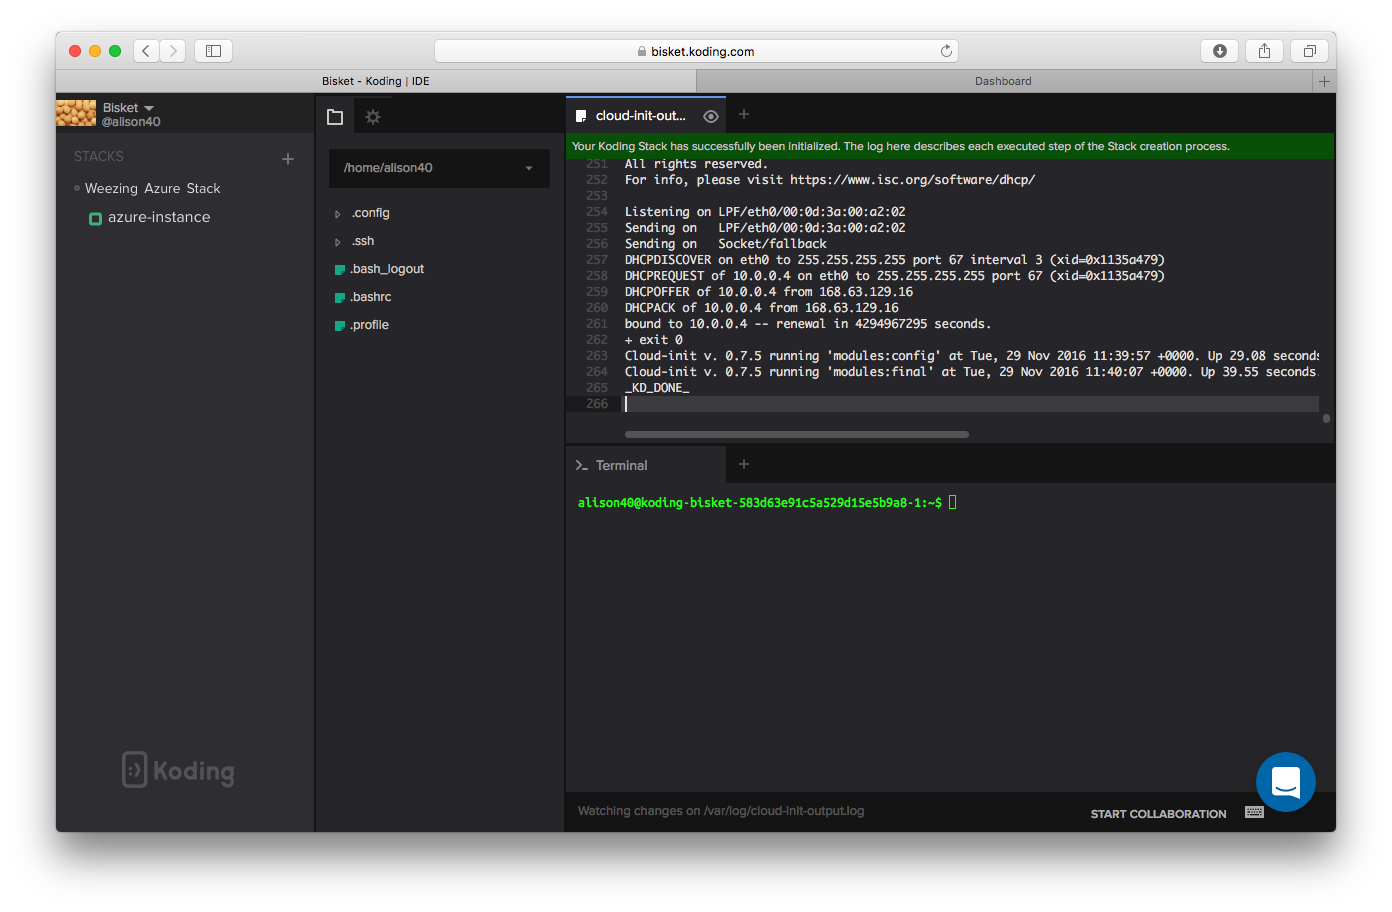 bisket.koding.com
Bisket - Koding | IDE
Dashboard
Bisket
@alison40
STACKS
Weezing Azure Stack
azure-instance
:) Koding
/home/alison40
.config
.ssh
.bash_logout
.bashrc
.profile
cloud-init-out...
Your Koding Stack has successfully been initialized. The log here describes each executed step of the Stack creation process.
251 All rights reserved.
252 For info, please visit https://www.isc.org/software/dhcp/
253
254 Listening on LPF/eth0/00:0d:3a:00:a2:02
255 Sending on   LPF/eth0/00:0d:3a:00:a2:02
256 Sending on   Socket/fallback
257 DHCPDISCOVER on eth0 to 255.255.255.255 port 67 interval 3 (xid=0x1135a479)
258 DHCPREQUEST of 10.0.0.4 on eth0 to 255.255.255.255 port 67 (xid=0x1135a479)
259 DHCPOFFER of 10.0.0.4 from 168.63.129.16
260 DHCPACK of 10.0.0.4 from 168.63.129.16
261 bound to 10.0.0.4 -- renewal in 4294967295 seconds.
262 + exit 0
263 Cloud-init v. 0.7.5 running 'modules:config' at Tue, 29 Nov 2016 11:39:57 +0000. Up 29.08 seconds
264 Cloud-init v. 0.7.5 running 'modules:final' at Tue, 29 Nov 2016 11:40:07 +0000. Up 39.55 seconds.
265 _KD_DONE_
266
Terminal
alison40@koding-bisket-583d63e91c5a529d15e5b9a8-1:~$
Watching changes on /var/log/cloud-init-output.log
START COLLABORATION